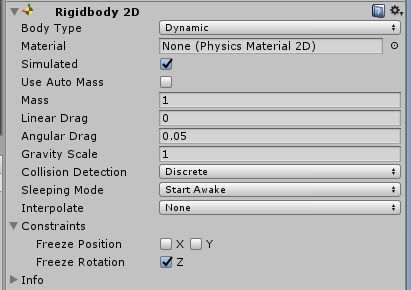 Rigidbody 2D
Body Type Dynamic
Material None (Physics Material 2D)
Simulated
Use Auto Mass
Mass 1
Linear Drag 0
Angular Drag 0.05
Gravity Scale 1
Collision Detection Discrete
Sleeping Mode Start Awake
Interpolate None
Constraints
Freeze Position X Y
Freeze Rotation Z
Info